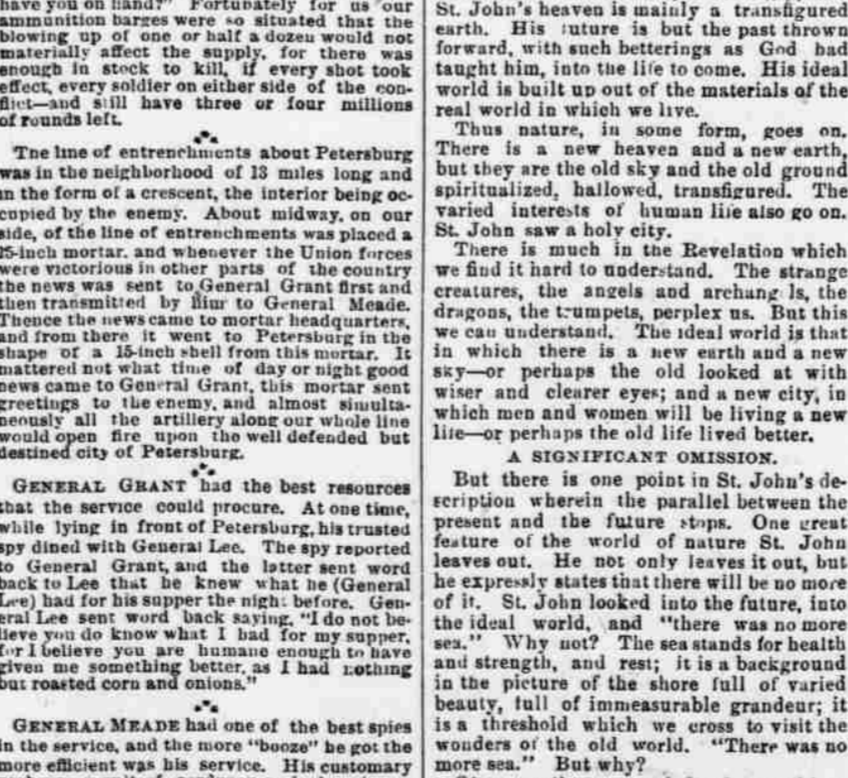 have you on hand?" Fortunately for us our
ammunition barges were so situated that the
blowing up of one or half a dozen would not
materially affect the supply, for there was
enough in stock to kill, if every shot took
effect, every soldier on either side of the con-
flict—and still have three or four millions
of rounds left.
The line of entrenchments about Petersburg
was in the neighborhood of 13 miles long and
in the form of a crescent, the interior being oc-
cupied by the enemy. About midway, on our
side, of the line of entrenchments was placed a
15-inch mortar, and whenever the Union forces
were victorious in other parts of the country
the news was sent to General Grant first and
then transmitted by him to General Meade.
Thence the news came to mortar headquarters,
and from there it went to Petersburg in the
shape of a 15-inch shell from this mortar. It
mattered not what time of day or night good
news came to General Grant, this mortar sent
greetings to the enemy, and almost simulta-
neously all the artillery along our whole line
would open fire upon the well defended but
destined city of Petersburg.
GENERAL GRANT had the best resources
that the service could procure. At one time,
while lying in front of Petersburg, his trusted
spy dined with General Lee. The spy reported
to General Grant, and the latter sent word
back to Lee that he knew what he (General
Lee) had for his supper the night before. Gen-
eral Lee sent word back saying, "I do not be-
lieve you do know what I had for my supper,
for I believe you are humane enough to have
given me something better, as I had nothing
but roasted corn and onions."
GENERAL MEADE had one of the best spies
in the service, and the more "booze" he got the
more efficient was his service. His customary
St. John's heaven is mainly a transfigured
earth. His future is but the past thrown
forward, with such betterings as God had
taught him, into the life to come. His ideal
world is built up out of the materials of the
real world in which we live.
Thus nature, in some form, goes on.
There is a new heaven and a new earth,
but they are the old sky and the old ground
spiritualized, hallowed, transfigured. The
varied interests of human life also go on.
St. John saw a holy city.
There is much in the Revelation which
we find it hard to understand. The strange
creatures, the angels and archang ls, the
dragons, the trumpets, perplex us. But this
we can understand. The ideal world is that
in which there is a new earth and a new
sky—or perhaps the old looked at with
wiser and clearer eyes; and a new city, in
which men and women will be living a new
life—or perhaps the old life lived better.
A SIGNIFICANT OMISSION.
But there is one point in St. John's de-
scription wherein the parallel between the
present and the future stops. One great
feature of the world of nature St. John
leaves out. He not only leaves it out, but
he expressly states that there will be no more
of it. St. John looked into the future, into
the ideal world, and "there was no more
sea." Why not? The sea stands for health
and strength, and rest; it is a background
in the picture of the shore full of varied
beauty, full of immeasurable grandeur; it
is a threshold which we cross to visit the
wonders of the old world. "There was no
more sea." But why?